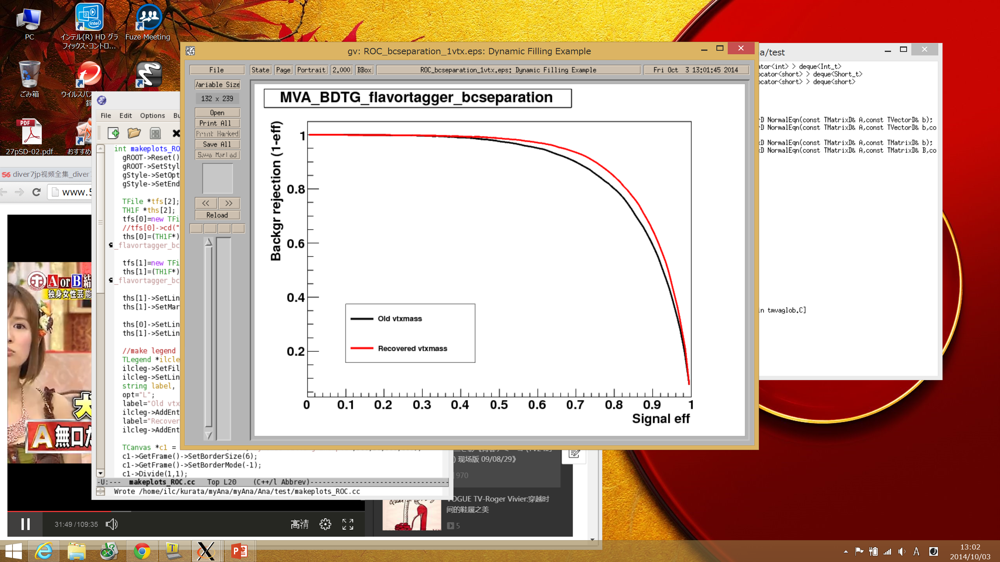 PC
インテル(R) HD グラ
フィックス・コントロ...
Fuze Meeting
ごみ箱
ウイルスバス
録
27pSD-02.pdf
おすすめ
gv: ROC_bcseparation_1vtx.eps: Dynamic Filling Example
File
State
Page
Portrait
2.000
BBox
ROC_bcseparation_1vtx.eps: Dynamic Filling Example
Fri Oct 3 13:01:45 2014
Variable Size
132 x 239
Open
Print All
Print Marked
Save All
Save Marked
<<
>>
Reload
MVA_BDTG_flavortagger_bcseparation
Backgr rejection (1-eff)
1
0.8
0.6
0.4
0.2
Old vtxmass
Recovered vtxmass
0 0.1 0.2 0.3 0.4 0.5 0.6 0.7 0.8 0.9 1
Signal eff
a/test
ator<int> > deque<Int_t>
ocator<short> > deque<Short_t>
ocator<short> > deque<short>
D NormalEqn(const TMatrixD& A,const TVectorD& b);
D NormalEqn(const TMatrixD& A,const TVectorD& b,co
xD NormalEqn(const TMatrixD& A,const TMatrixD& b);
xD NormalEqn(const TMatrixD& A,const TMatrixD& B,co
in tmvaglob.C]
File Edit Options Bu
int makeplots_RO
gROOT->Reset()
gROOT->SetStyl
gStyle->SetOpt
gStyle->SetEnd
TFile *tfs[2];
TH1F *ths[2];
tfs[0]=new TFi
//tfs[0]->cd("
ths[0]=(TH1F*)
_flavortagger_bc
tfs[1]=new TFi
ths[1]=(TH1F*)
_flavortagger_bc
ths[1]->SetLin
ths[1]->SetMar
ths[0]->SetLin
ths[1]->SetLin
//make legend
TLegend *ilcle
ilcleg->SetFil
ilcleg->SetLin
string label,
opt="L";
label="Old vtx
ilcleg->AddEnt
label="Recover
ilcleg->AddEnt
TCanvas *c1 =
c1->GetFrame()->SetBorderSize(6);
c1->GetFrame()->SetBorderMode(-1);
c1->Divide(1,1);
-U:--- makeplots_ROC.cc Top L20 (C++/l Abbrev)----------------------------------
Wrote /home/ilc/kurata/myAna/myAna/Ana/test/makeplots_ROC.cc
56 diver7jp视频全集_diver
www.5
A or B 結
独身女性芸能
大
A 無口な
31:49 /109:35
高清
) 现场版 09/08/29》
970
VOGUE TV-Roger Vivier:穿越时
间的鞋履之美
5
A
13:02
2014/10/03